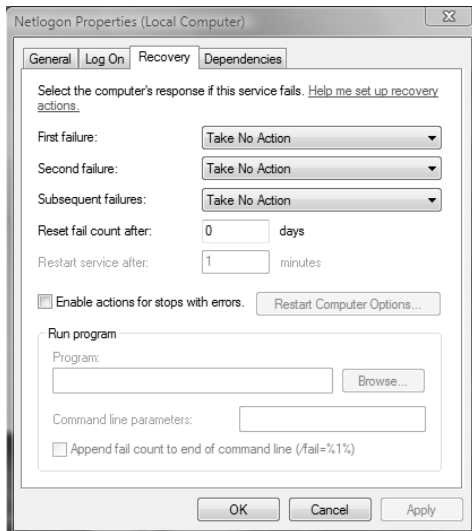 Netlogon Properties (Local Computer)
General Log On Recovery Dependencies
Select the computer's response if this service fails. Help me set up recovery
actions.
First failure: Take No Action
Second failure: Take No Action
Subsequent failures: Take No Action
Reset fail count after: 0 days
Restart service after: 1 minutes
Enable actions for stops with errors. Restart Computer Options...
Run program
Program:
Browse...
Command line parameters:
Append fail count to end of command line (/fail=%1%)
OK Cancel Apply